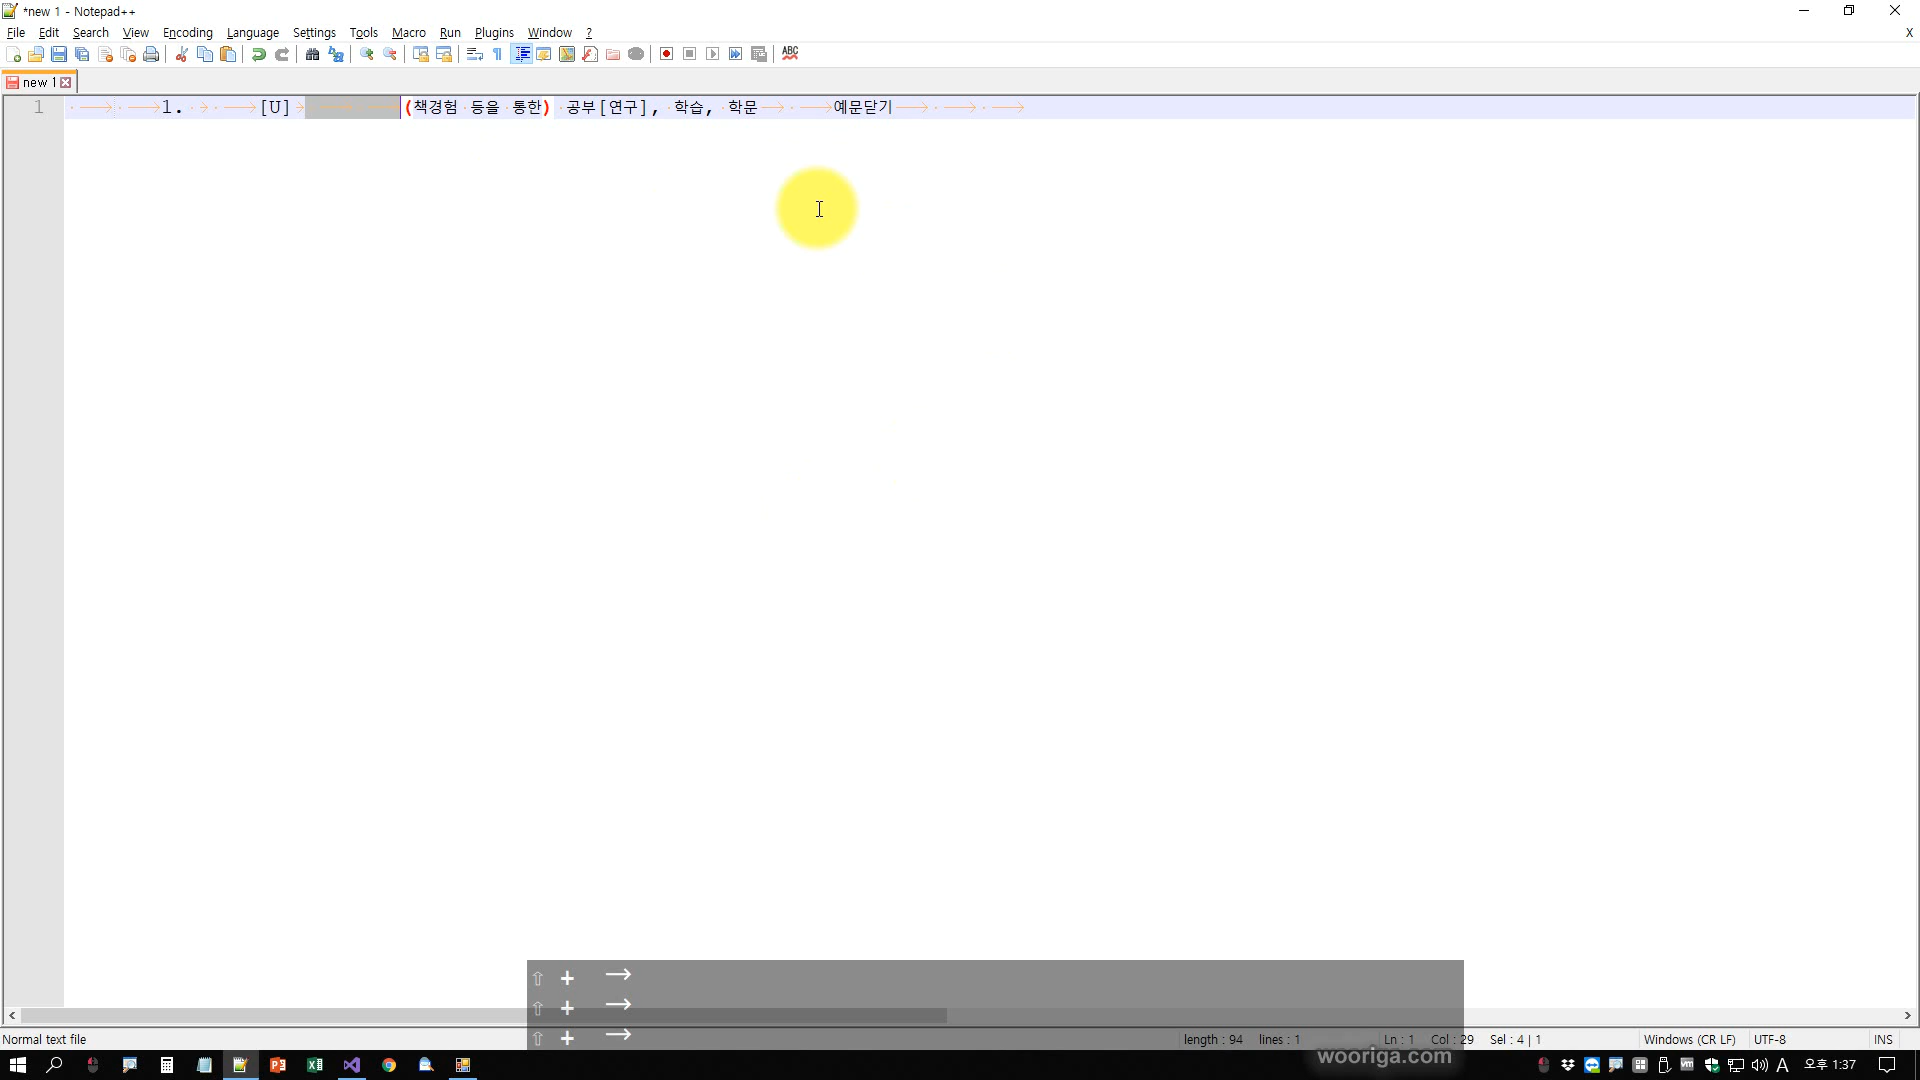 *new 1 - Notepad++
File Edit Search View Encoding Language Settings Tools Macro Run Plugins Window ? X
ABC
new 1
1 1. [U] (책경험 등을 통한) 공부[연구], 학습, 학문 예문닫기
⇧ + →
⇧ + →
⇧ + →
Normal text file length : 94 lines : 1 Ln : 1 Col : 29 Sel : 4 | 1 Windows (CR LF) UTF-8 INS
wooriga.com
A 오후 1:37